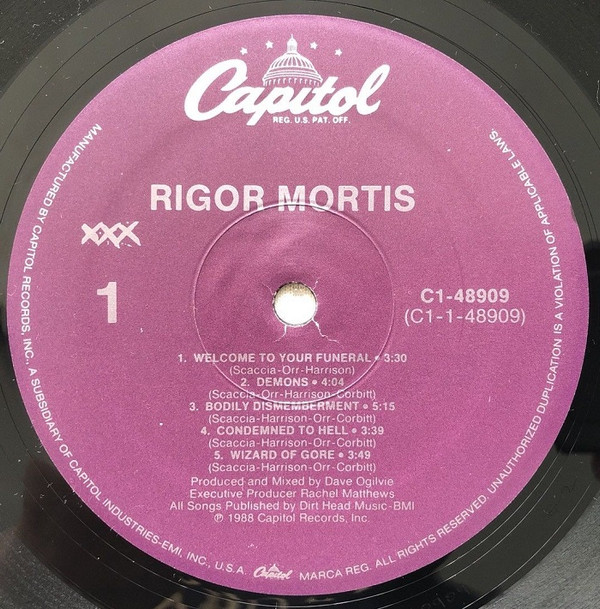 Capitol
REG. U.S. PAT. OFF.
RIGOR MORTIS
XXX
1
C1-48909
(C1-1-48909)
1. WELCOME TO YOUR FUNERAL • 3:30
(Scaccia-Orr-Harrison)
2. DEMONS • 4:04
(Scaccia-Orr-Harrison-Corbitt)
3. BODILY DISMEMBERMENT • 5:15
(Scaccia-Harrison-Orr-Corbitt)
4. CONDEMNED TO HELL • 3:39
(Scaccia-Harrison-Orr-Corbitt)
5. WIZARD OF GORE • 3:49
(Scaccia-Harrison-Orr-Corbitt)
Produced and Mixed by Dave Ogilvie
Executive Producer Rachel Matthews
All Songs Published by Dirt Head Music-BMI
℗ 1988 Capitol Records, Inc.
MANUFACTURED BY CAPITOL RECORDS, INC., A SUBSIDIARY OF CAPITOL INDUSTRIES-EMI, INC., U.S.A. Capitol MARCA REG. ALL RIGHTS RESERVED. UNAUTHORIZED DUPLICATION IS A VIOLATION OF APPLICABLE LAWS.